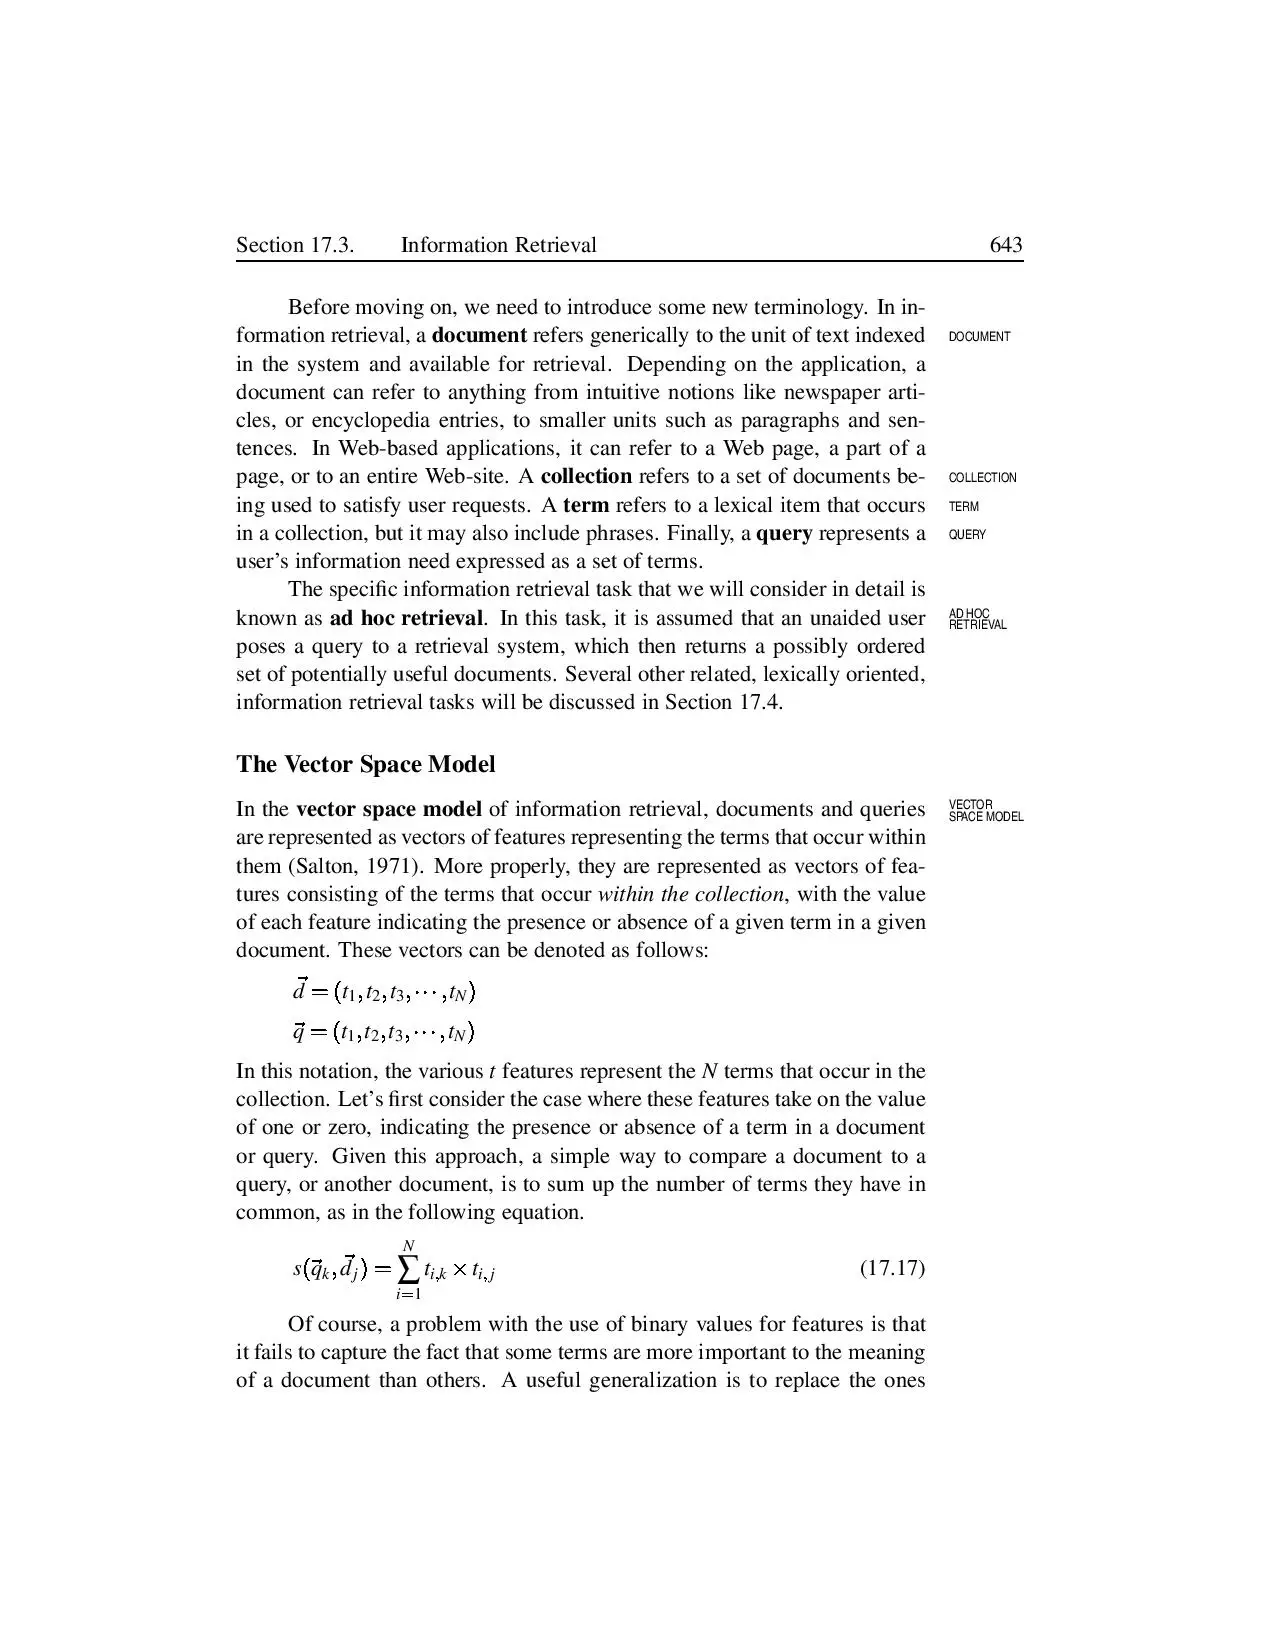 Section 17.3. Information Retrieval 643
Before moving on, we need to introduce some new terminology. In in-
formation retrieval, a document refers generically to the unit of text indexed DOCUMENT
in the system and available for retrieval. Depending on the application, a
document can refer to anything from intuitive notions like newspaper arti-
cles, or encyclopedia entries, to smaller units such as paragraphs and sen-
tences. In Web-based applications, it can refer to a Web page, a part of a
page, or to an entire Web-site. A collection refers to a set of documents be- COLLECTION
ing used to satisfy user requests. A term refers to a lexical item that occurs TERM
in a collection, but it may also include phrases. Finally, a query represents a QUERY
user's information need expressed as a set of terms.
The specific information retrieval task that we will consider in detail is
known as ad hoc retrieval. In this task, it is assumed that an unaided user AD HOC RETRIEVAL
poses a query to a retrieval system, which then returns a possibly ordered
set of potentially useful documents. Several other related, lexically oriented,
information retrieval tasks will be discussed in Section 17.4.
The Vector Space Model
In the vector space model of information retrieval, documents and queries VECTOR SPACE MODEL
are represented as vectors of features representing the terms that occur within
them (Salton, 1971). More properly, they are represented as vectors of fea-
tures consisting of the terms that occur within the collection, with the value
of each feature indicating the presence or absence of a given term in a given
document. These vectors can be denoted as follows:
d⃗ = (t₁, t₂, t₃, ⋯, t_N)
q⃗ = (t₁, t₂, t₃, ⋯, t_N)
In this notation, the various t features represent the N terms that occur in the
collection. Let's first consider the case where these features take on the value
of one or zero, indicating the presence or absence of a term in a document
or query. Given this approach, a simple way to compare a document to a
query, or another document, is to sum up the number of terms they have in
common, as in the following equation.
s(q⃗_k, d⃗_j) = ∑_{i=1}^{N} t_{i,k} × t_{i,j} (17.17)
Of course, a problem with the use of binary values for features is that
it fails to capture the fact that some terms are more important to the meaning
of a document than others. A useful generalization is to replace the ones